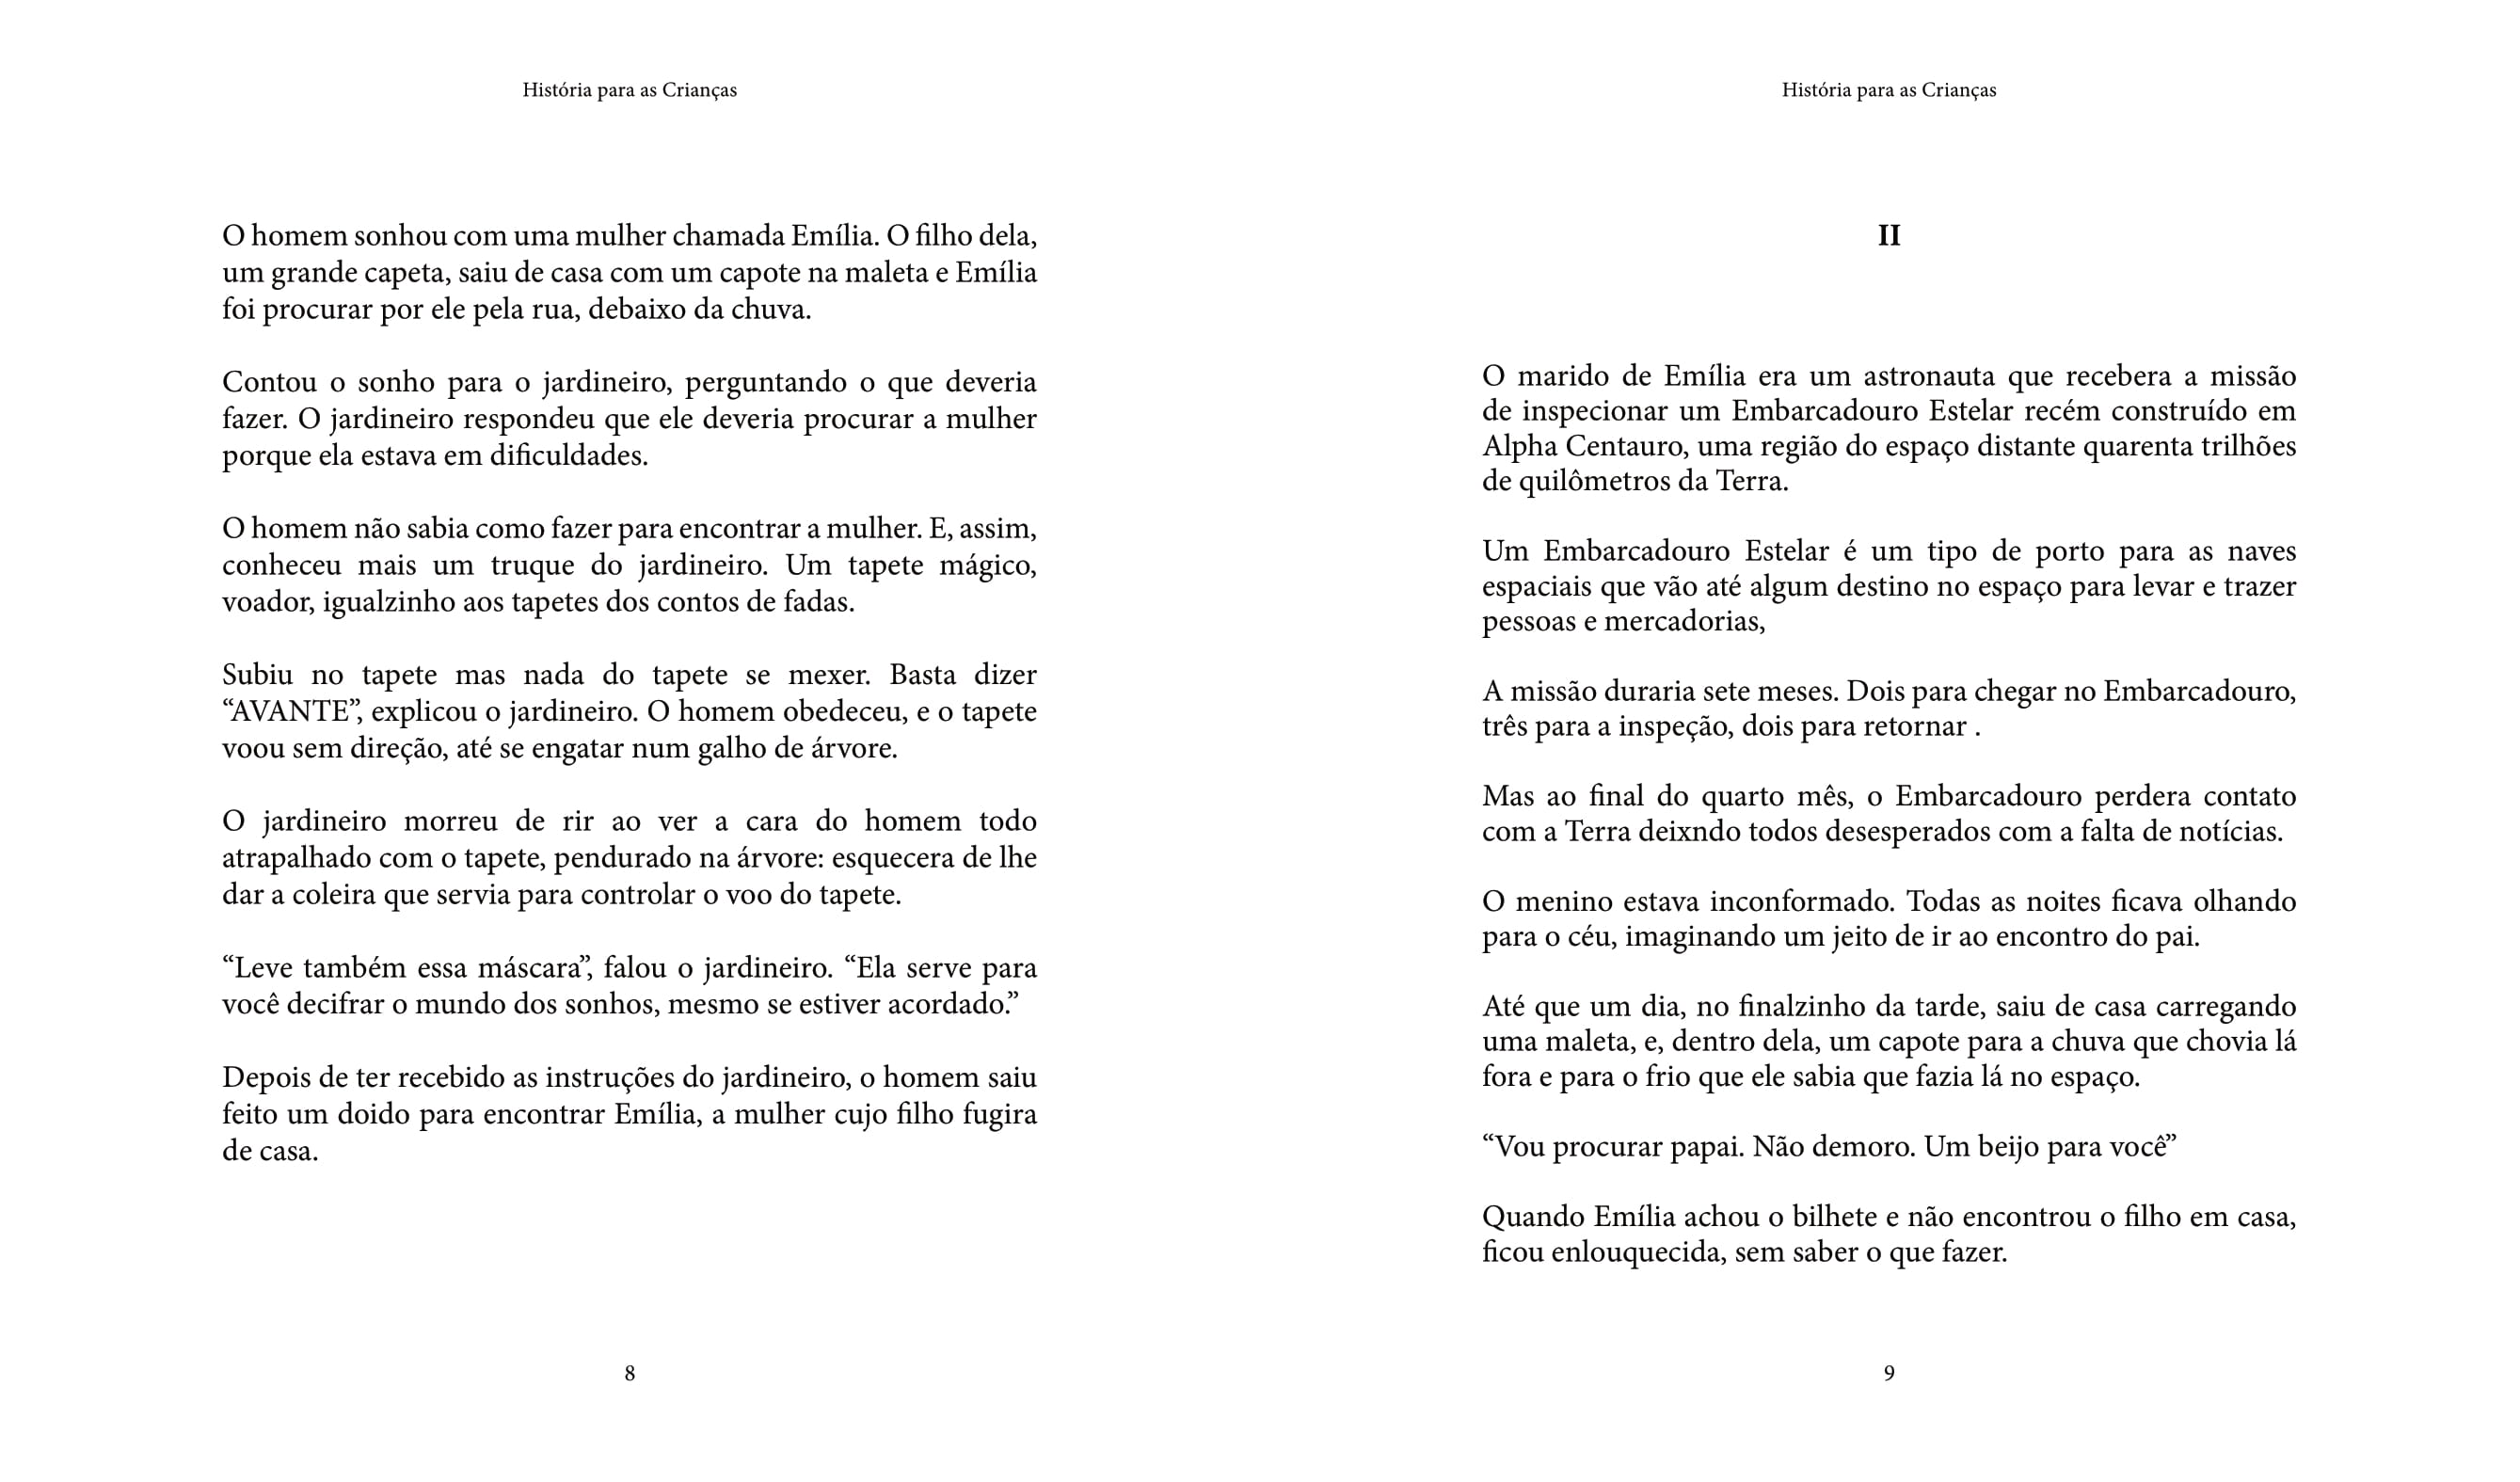 História para as Crianças
O homem sonhou com uma mulher chamada Emília. O filho dela,
um grande capeta, saiu de casa com um capote na maleta e Emília
foi procurar por ele pela rua, debaixo da chuva.
Contou o sonho para o jardineiro, perguntando o que deveria
fazer. O jardineiro respondeu que ele deveria procurar a mulher
porque ela estava em dificuldades.
O homem não sabia como fazer para encontrar a mulher. E, assim,
conheceu mais um truque do jardineiro. Um tapete mágico,
voador, igualzinho aos tapetes dos contos de fadas.
Subiu no tapete mas nada do tapete se mexer. Basta dizer
“AVANTE”, explicou o jardineiro. O homem obedeceu, e o tapete
voou sem direção, até se engatar num galho de árvore.
O jardineiro morreu de rir ao ver a cara do homem todo
atrapalhado com o tapete, pendurado na árvore: esquecera de lhe
dar a coleira que servia para controlar o voo do tapete.
“Leve também essa máscara”, falou o jardineiro. “Ela serve para
você decifrar o mundo dos sonhos, mesmo se estiver acordado.”
Depois de ter recebido as instruções do jardineiro, o homem saiu
feito um doido para encontrar Emília, a mulher cujo filho fugira
de casa.
8
História para as Crianças
II
O marido de Emília era um astronauta que recebera a missão
de inspecionar um Embarcadouro Estelar recém construído em
Alpha Centauro, uma região do espaço distante quarenta trilhões
de quilômetros da Terra.
Um Embarcadouro Estelar é um tipo de porto para as naves
espaciais que vão até algum destino no espaço para levar e trazer
pessoas e mercadorias,
A missão duraria sete meses. Dois para chegar no Embarcadouro,
três para a inspeção, dois para retornar .
Mas ao final do quarto mês, o Embarcadouro perdera contato
com a Terra deixndo todos desesperados com a falta de notícias.
O menino estava inconformado. Todas as noites ficava olhando
para o céu, imaginando um jeito de ir ao encontro do pai.
Até que um dia, no finalzinho da tarde, saiu de casa carregando
uma maleta, e, dentro dela, um capote para a chuva que chovia lá
fora e para o frio que ele sabia que fazia lá no espaço.
“Vou procurar papai. Não demoro. Um beijo para você”
Quando Emília achou o bilhete e não encontrou o filho em casa,
ficou enlouquecida, sem saber o que fazer.
9